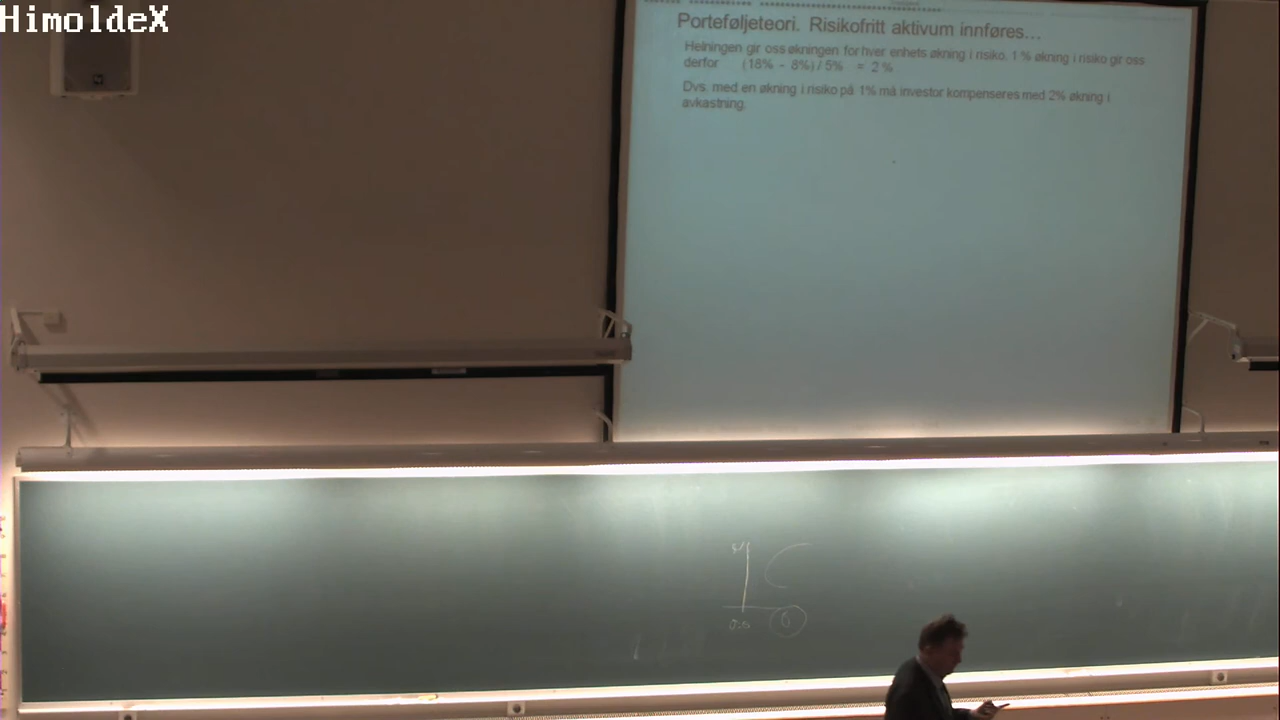 HimoldeX
Porteføljeteori. Risikofritt aktivum innføres...
Helningen gir oss økningen for hver enhets økning i risiko. 1 % økning i risiko gir oss
derfor (18% - 8%) / 5% = 2 %
Dvs. med en økning i risiko på 1% må investor kompenseres med 2% økning i
avkastning.